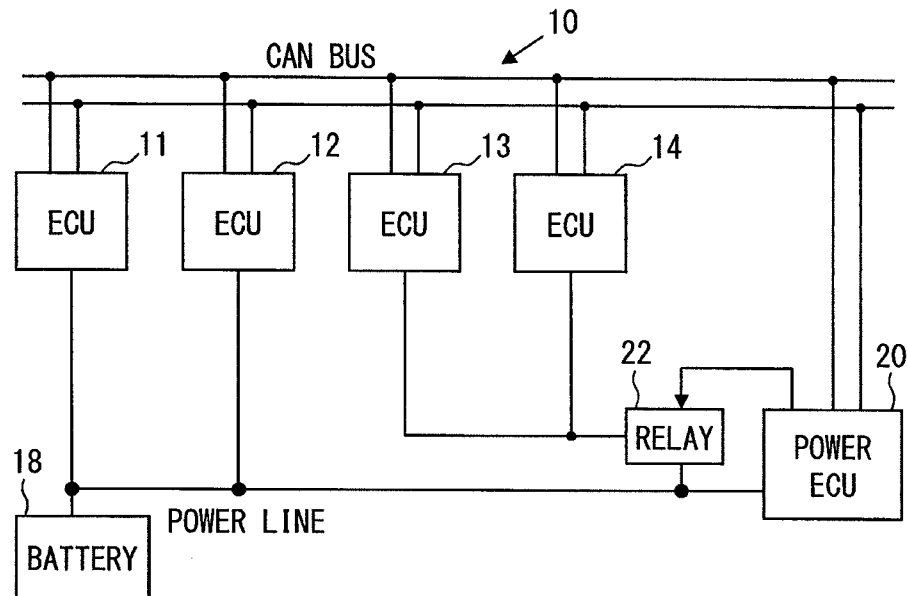 10
CAN BUS
11
12
13
14
ECU
ECU
ECU
ECU
22
20
RELAY
POWER
ECU
18
POWER LINE
BATTERY